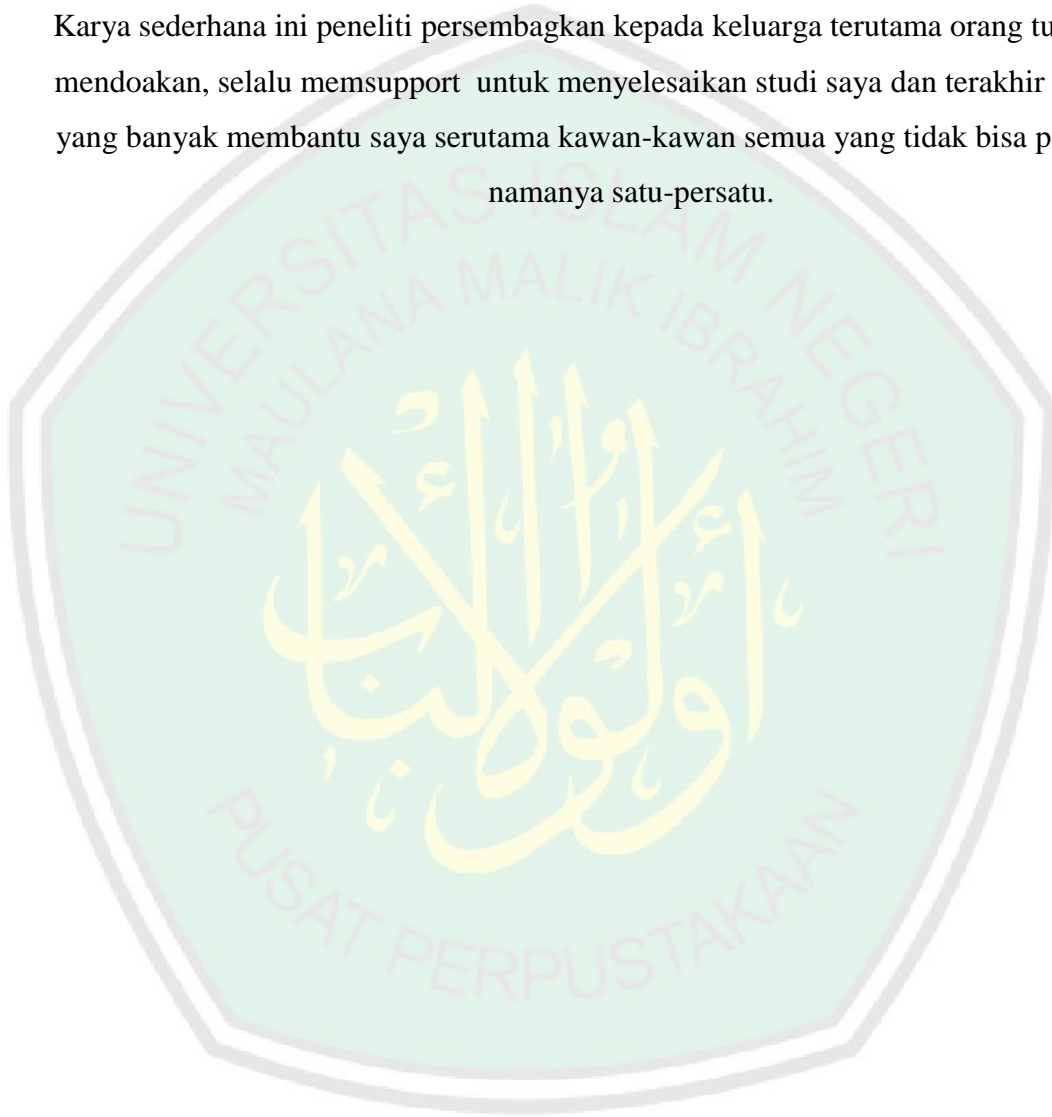 Karya sederhana ini peneliti persembagkan kepada keluarga terutama orang tu
mendoakan, selalu memsupport untuk menyelesaikan studi saya dan terakhir
yang banyak membantu saya serutama kawan-kawan semua yang tidak bisa p
namanya satu-persatu.
UNIVERSITAS ISLAM NEGERI
MAULANA MALIK IBRAHIM
أولوا الألباب
PUSAT PERPUSTAKAAN